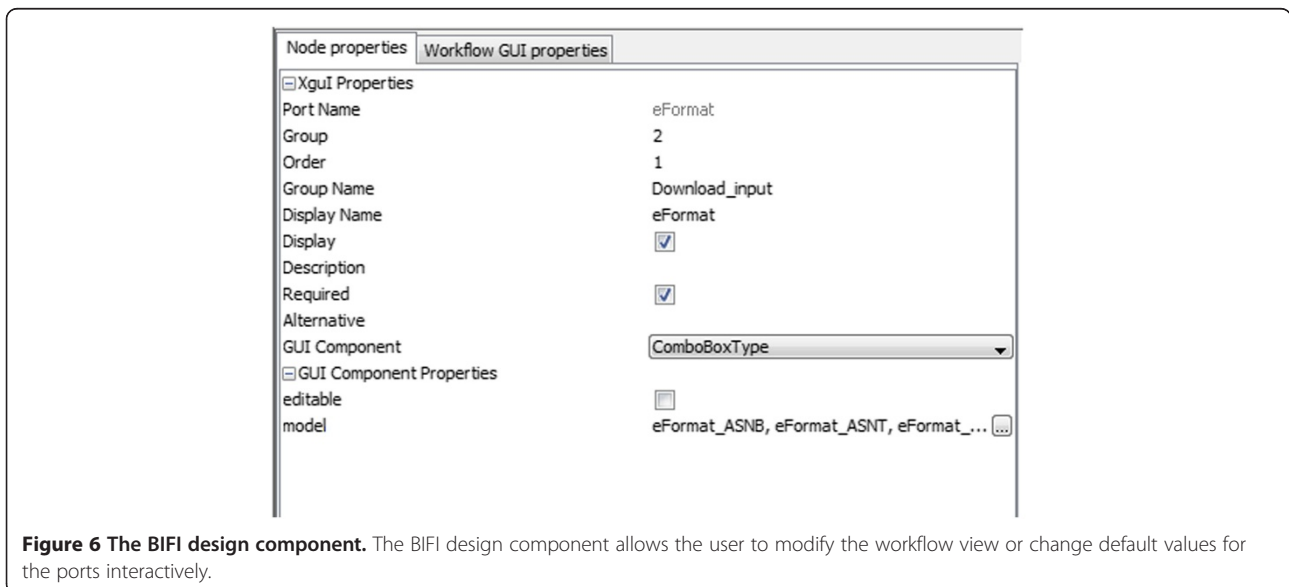 Node properties Workflow GUI properties
XguI Properties
Port Name eFormat
Group 2
Order 1
Group Name Download_input
Display Name eFormat
Display
Description
Required
Alternative
GUI Component ComboBoxType
GUI Component Properties
editable
model eFormat_ASNB, eFormat_ASNT, eFormat_... ...
Figure 6 The BIFI design component. The BIFI design component allows the user to modify the workflow view or change default values for
the ports interactively.